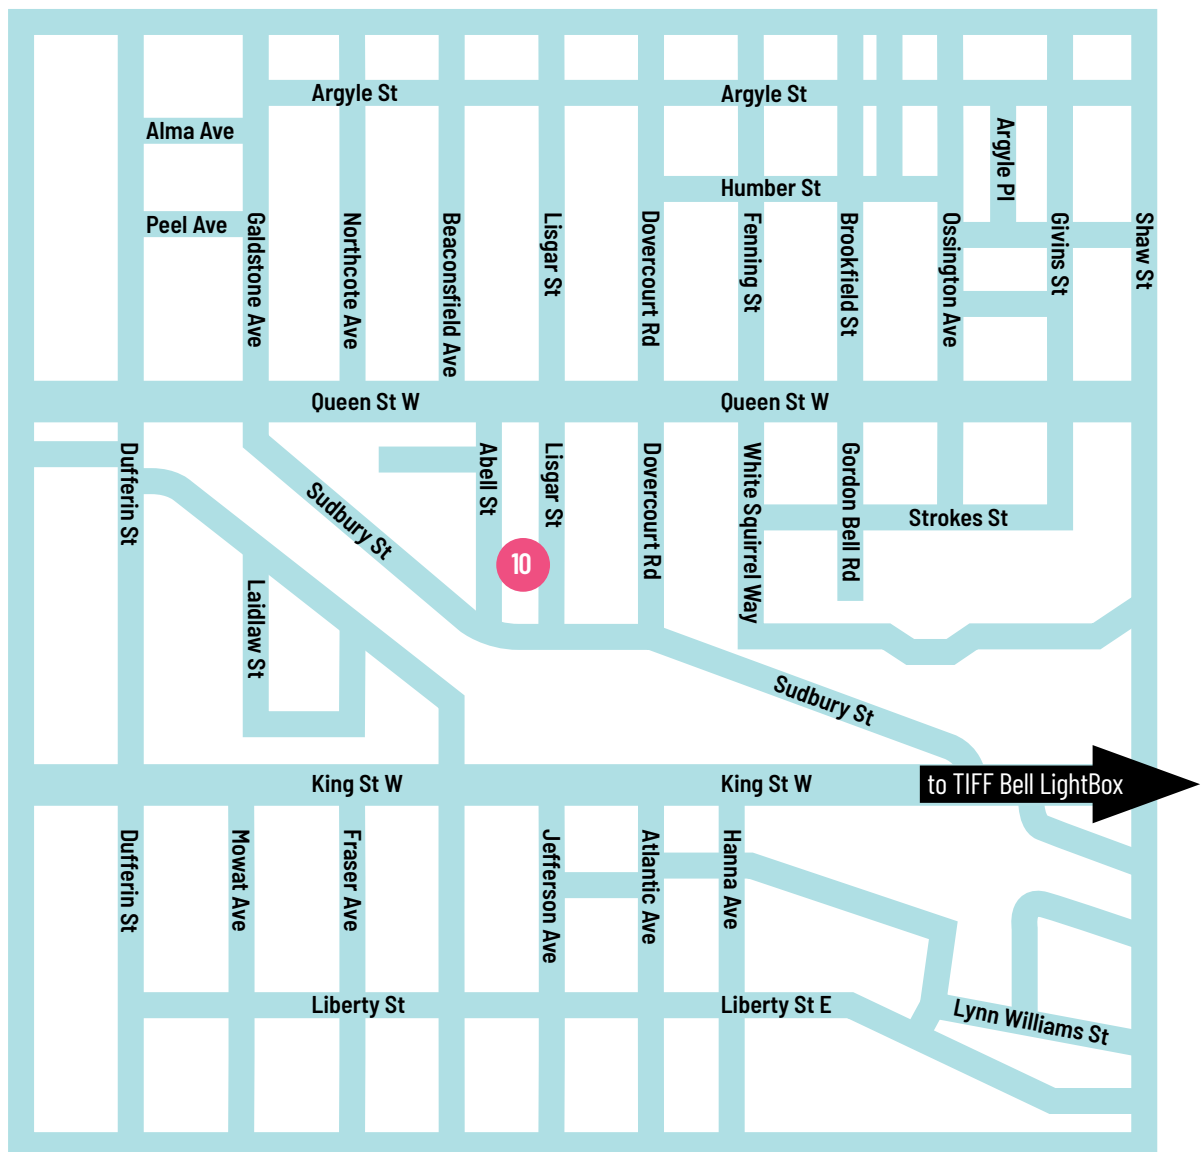 Argyle St
Argyle St
Alma Ave
Argyle Pl
Humber St
Peel Ave
Galdstone Ave
Northcote Ave
Beaconsfield Ave
Lisgar St
Dovercourt Rd
Fenning St
Brookfield St
Ossington Ave
Givins St
Shaw St
Queen St W
Queen St W
Dufferin St
Sudbury St
Abell St
Lisgar St
Dovercourt Rd
White Squirrel Way
Gordon Bell Rd
Strokes St
10
Laidlaw St
Sudbury St
King St W
King St W
to TIFF Bell LightBox
Dufferin St
Mowat Ave
Fraser Ave
Jefferson Ave
Atlantic Ave
Hanna Ave
Liberty St
Liberty St E
Lynn Williams St